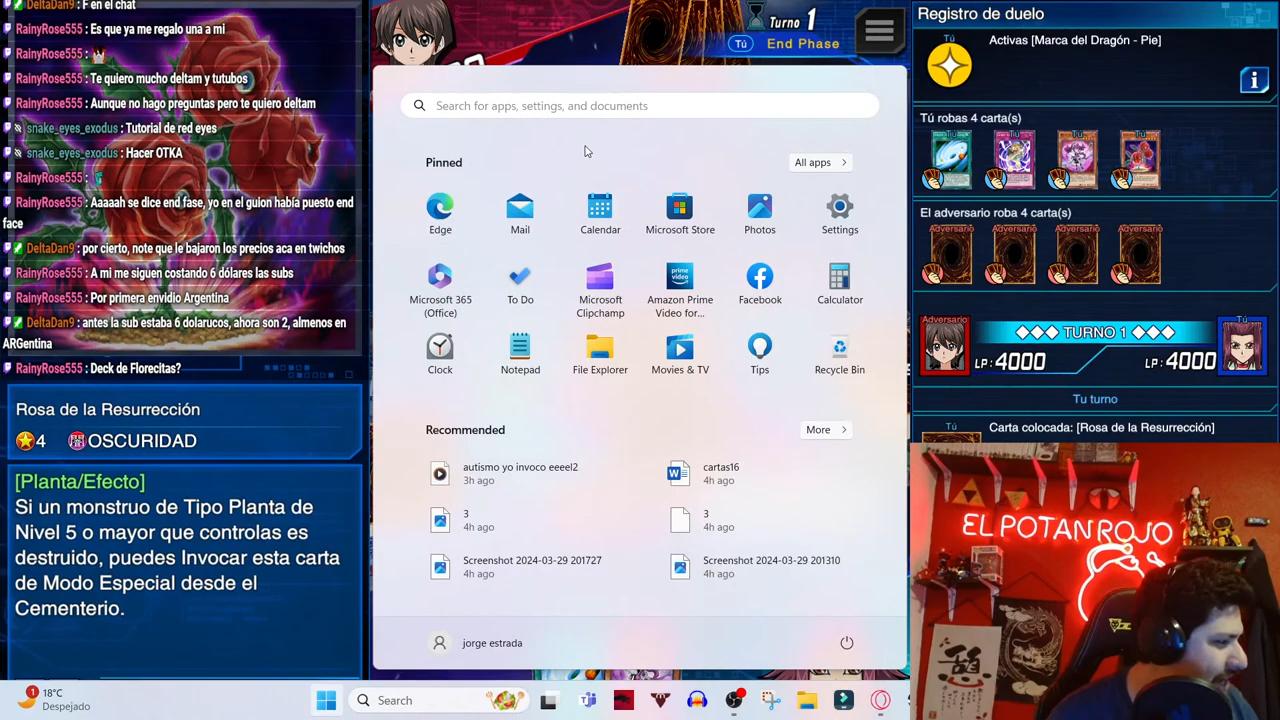 DeltaDan9 : F en el chat
RainyRose555 : Es que ya me regalo una a mi
RainyRose555 :
RainyRose555 : Te quiero mucho deltam y tutubos
RainyRose555 : Aunque no hago preguntas pero te quiero deltam
snake_eyes_exodus : Tutorial de red eyes
snake_eyes_exodus : Hacer OTKA
RainyRose555 :
RainyRose555 : Aaaaah se dice end fase, yo en el guion había puesto end
face
DeltaDan9 : por cierto, note que le bajaron los precios aca en twichos
RainyRose555 : A mi me siguen costando 6 dólares las subs
RainyRose555 : Por primera envidio Argentina
DeltaDan9 : antes la sub estaba 6 dolarucos, ahora son 2, almenos en
ARGentina
RainyRose555 : Deck de Florecitas?
Rosa de la Resurrección
4 OSCURIDAD
[Planta/Efecto]
Si un monstruo de Tipo Planta de
Nivel 5 o mayor que controlas es
destruido, puedes Invocar esta carta
de Modo Especial desde el
Cementerio.
Turno 1
Tú End Phase
Search for apps, settings, and documents
Pinned
All apps
Edge
Mail
Calendar
Microsoft Store
Photos
Settings
Microsoft 365
(Office)
To Do
Microsoft
Clipchamp
Amazon Prime
Video for...
Facebook
Calculator
Clock
Notepad
File Explorer
Movies & TV
Tips
Recycle Bin
Recommended
More
autismo yo invoco eeeel2
3h ago
cartas16
4h ago
3
4h ago
3
4h ago
Screenshot 2024-03-29 201727
4h ago
Screenshot 2024-03-29 201310
4h ago
jorge estrada
Registro de duelo
Tú
Activas [Marca del Dragón - Pie]
Tú robas 4 carta(s)
Tú Tú Tú Tú
El adversario roba 4 carta(s)
Adversario Adversario Adversario Adversario
Adversario
Tú
TURNO 1
LP: 4000
LP: 4000
Tu turno
Tú
Carta colocada: [Rosa de la Resurrección]
EL POTAN ROJO
1
18°C
Despejado
Search